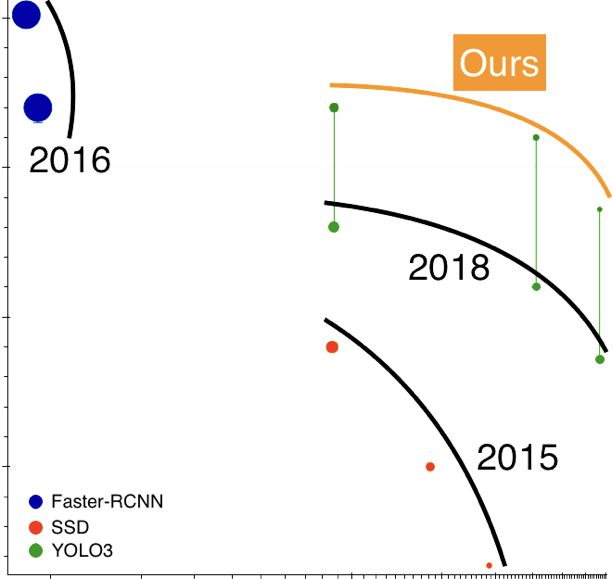 Ours
2016
2018
2015
Faster-RCNN
SSD
YOLO3